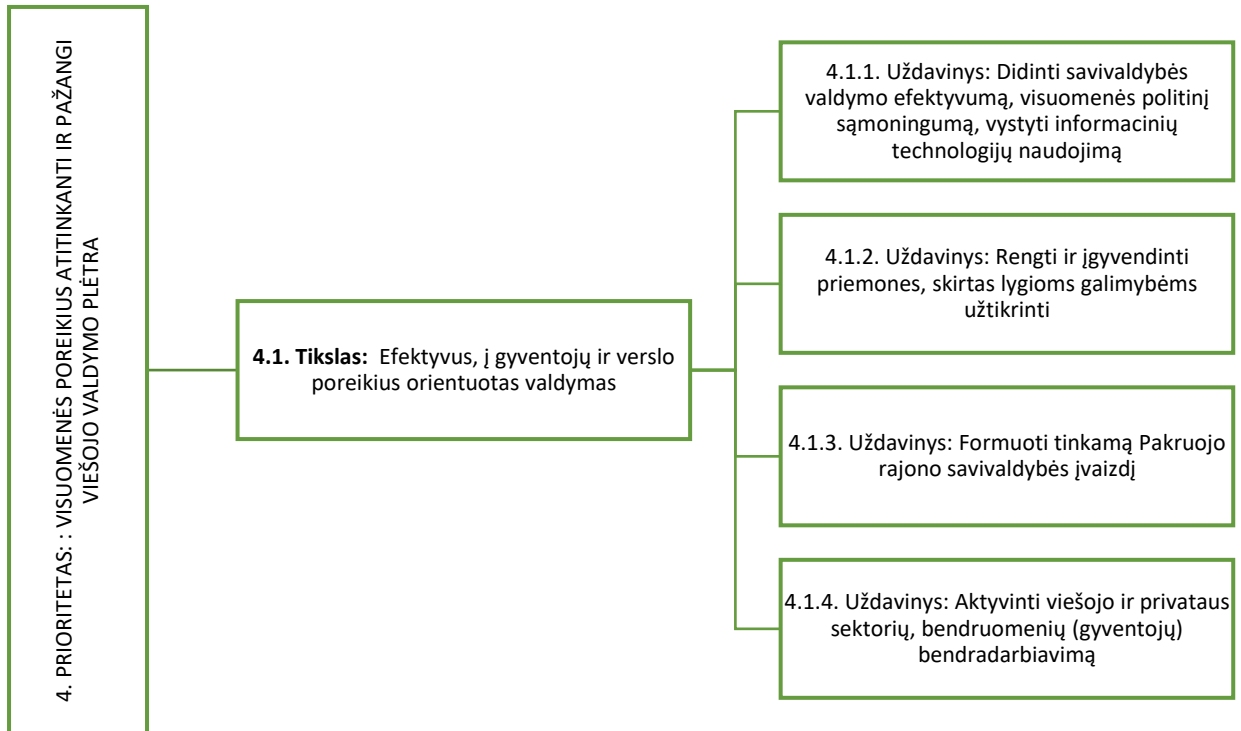 4. PRIORITETAS: : VISUOMENĖS POREIKIUS ATITINKANTI IR PAŽANGI
VIEŠOJO VALDYMO PLĖTRA
4.1. Tikslas:  Efektyvus, į gyventojų ir verslo
poreikius orientuotas valdymas
4.1.1. Uždavinys: Didinti savivaldybės
valdymo efektyvumą, visuomenės politinį
sąmoningumą, vystyti informacinių
technologijų naudojimą
4.1.2. Uždavinys: Rengti ir įgyvendinti
priemones, skirtas lygioms galimybėms
užtikrinti
4.1.3. Uždavinys: Formuoti tinkamą Pakruojo
rajono savivaldybės įvaizdį
4.1.4. Uždavinys: Aktyvinti viešojo ir privataus
sektorių, bendruomenių (gyventojų)
bendradarbiavimą